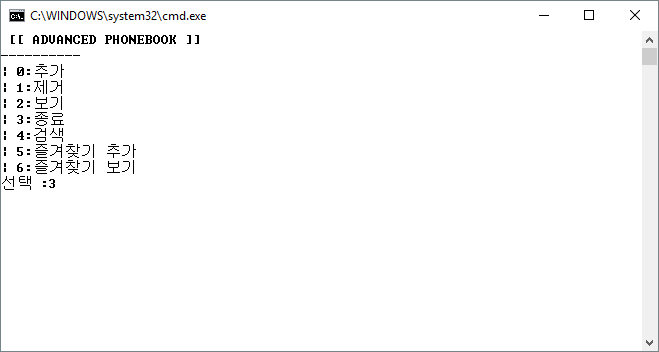 C:\WINDOWS\system32\cmd.exe
[[ ADVANCED PHONEBOOK ]]
----------
¦ 0:추가
¦ 1:제거
¦ 2:보기
¦ 3:종료
¦ 4:검색
¦ 5:즐겨찾기 추가
¦ 6:즐겨찾기 보기
선택 :3